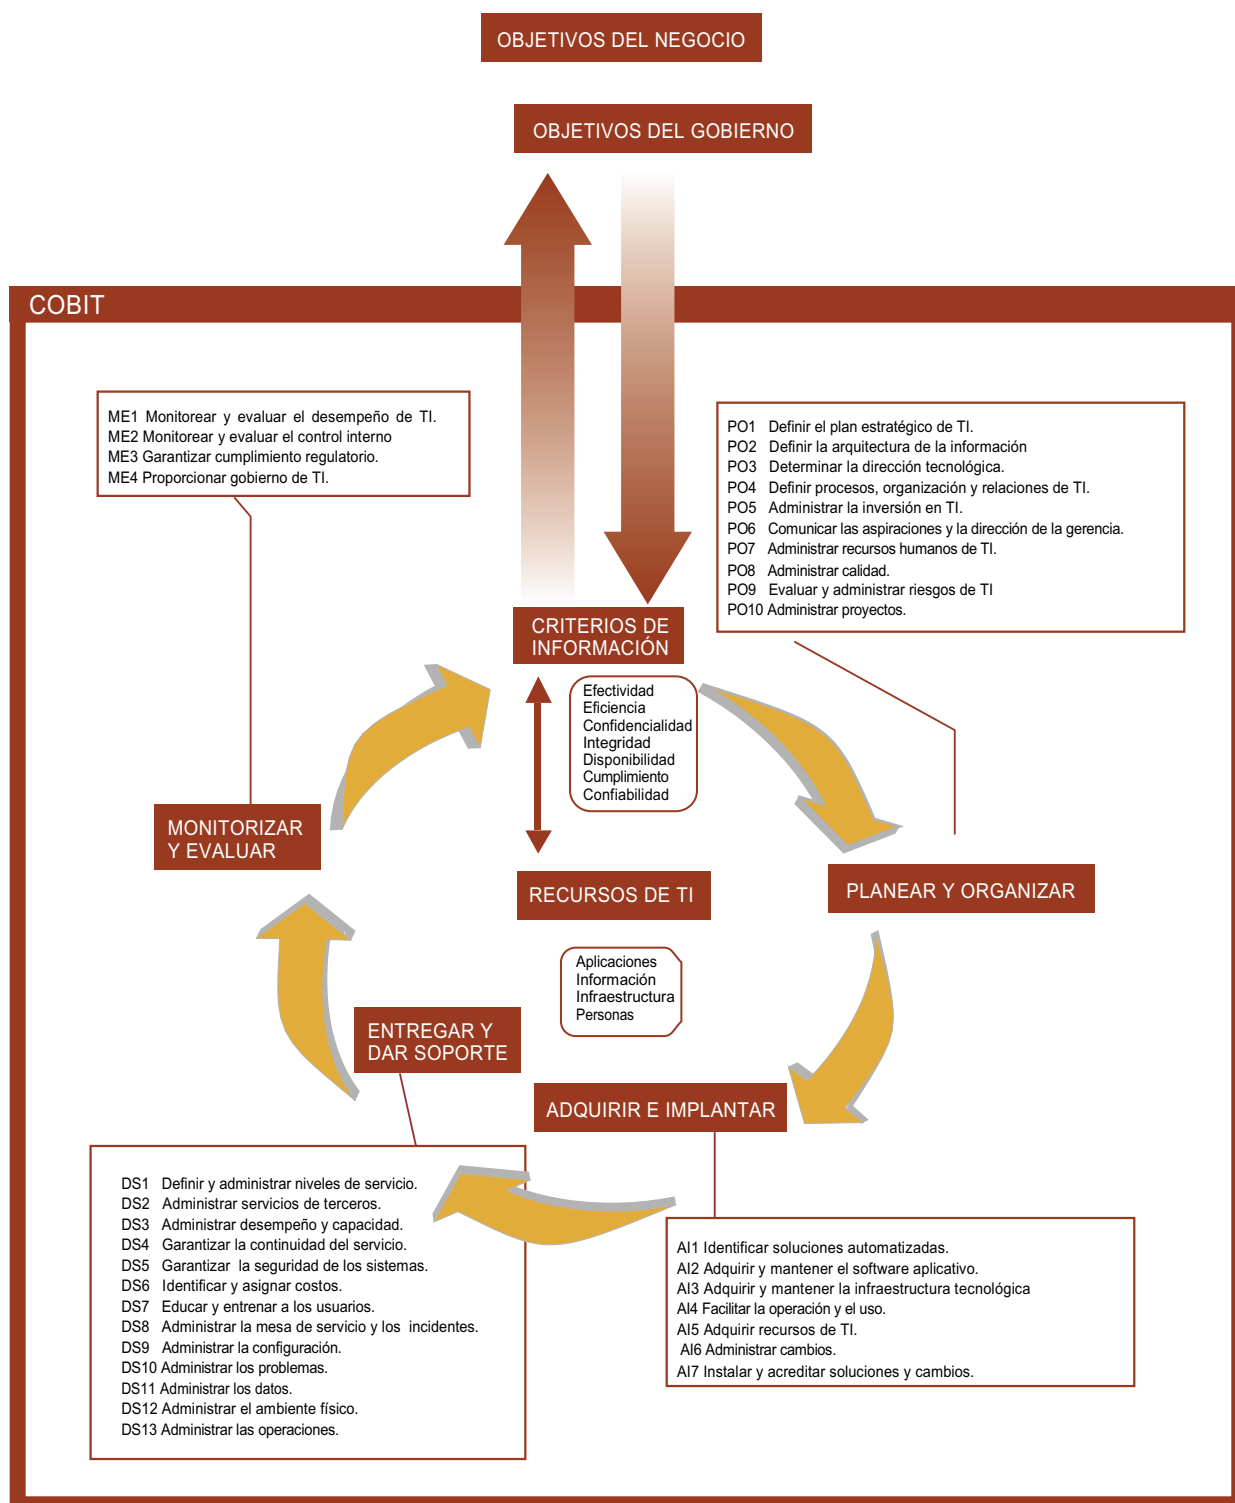 OBJETIVOS DEL NEGOCIO
OBJETIVOS DEL GOBIERNO
COBIT
ME1 Monitorear y evaluar el desempeño de TI.
ME2 Monitorear y evaluar el control interno
ME3 Garantizar cumplimiento regulatorio.
ME4 Proporcionar gobierno de TI.
PO1 Definir el plan estratégico de TI.
PO2 Definir la arquitectura de la información
PO3 Determinar la dirección tecnológica.
PO4 Definir procesos, organización y relaciones de TI.
PO5 Administrar la inversión en TI.
PO6 Comunicar las aspiraciones y la dirección de la gerencia.
PO7 Administrar recursos humanos de TI.
PO8 Administrar calidad.
PO9 Evaluar y administrar riesgos de TI
PO10 Administrar proyectos.
CRITERIOS DE
INFORMACIÓN
Efectividad
Eficiencia
Confidencialidad
Integridad
Disponibilidad
Cumplimiento
Confiabilidad
MONITORIZAR
Y EVALUAR
RECURSOS DE TI
PLANEAR Y ORGANIZAR
Aplicaciones
Información
Infraestructura
Personas
ENTREGAR Y
DAR SOPORTE
ADQUIRIR E IMPLANTAR
DS1 Definir y administrar niveles de servicio.
DS2 Administrar servicios de terceros.
DS3 Administrar desempeño y capacidad.
DS4 Garantizar la continuidad del servicio.
DS5 Garantizar la seguridad de los sistemas.
DS6 Identificar y asignar costos.
DS7 Educar y entrenar a los usuarios.
DS8 Administrar la mesa de servicio y los incidentes.
DS9 Administrar la configuración.
DS10 Administrar los problemas.
DS11 Administrar los datos.
DS12 Administrar el ambiente físico.
DS13 Administrar las operaciones.
AI1 Identificar soluciones automatizadas.
AI2 Adquirir y mantener el software aplicativo.
AI3 Adquirir y mantener la infraestructura tecnológica
AI4 Facilitar la operación y el uso.
AI5 Adquirir recursos de TI.
AI6 Administrar cambios.
AI7 Instalar y acreditar soluciones y cambios.